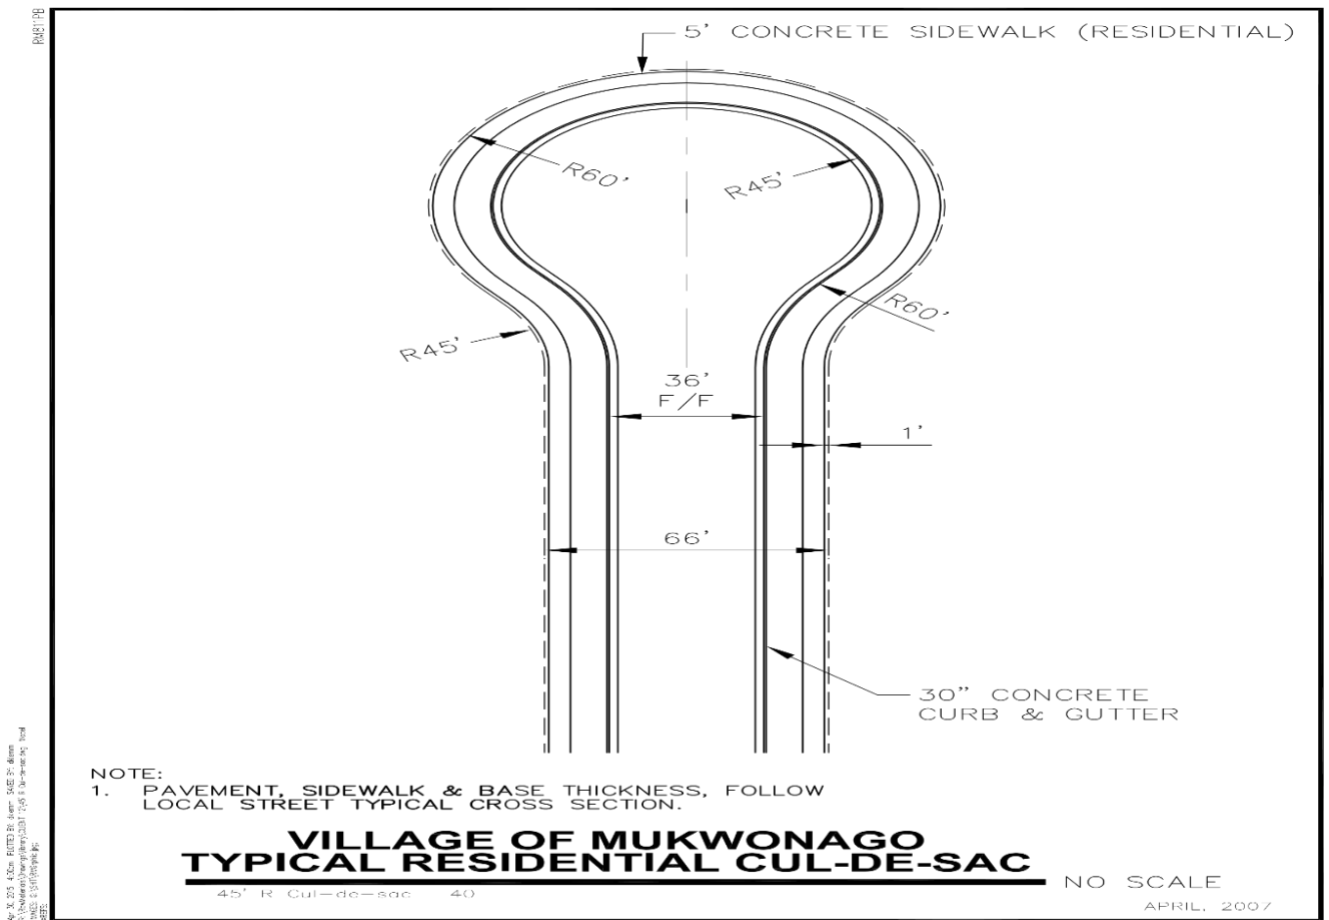 RM811"PB
5' CONCRETE SIDEWALK (RESIDENTIAL)
R60'
R45'
R60'
R45'
36'
F/F
1'
66'
30" CONCRETE
CURB & GUTTER
NOTE:
1. PAVEMENT, SIDEWALK & BASE THICKNESS, FOLLOW
LOCAL STREET TYPICAL CROSS SECTION.
VILLAGE OF MUKWONAGO
TYPICAL RESIDENTIAL CUL-DE-SAC
45' R Cul-de-sac 40
NO SCALE
APRIL, 2007